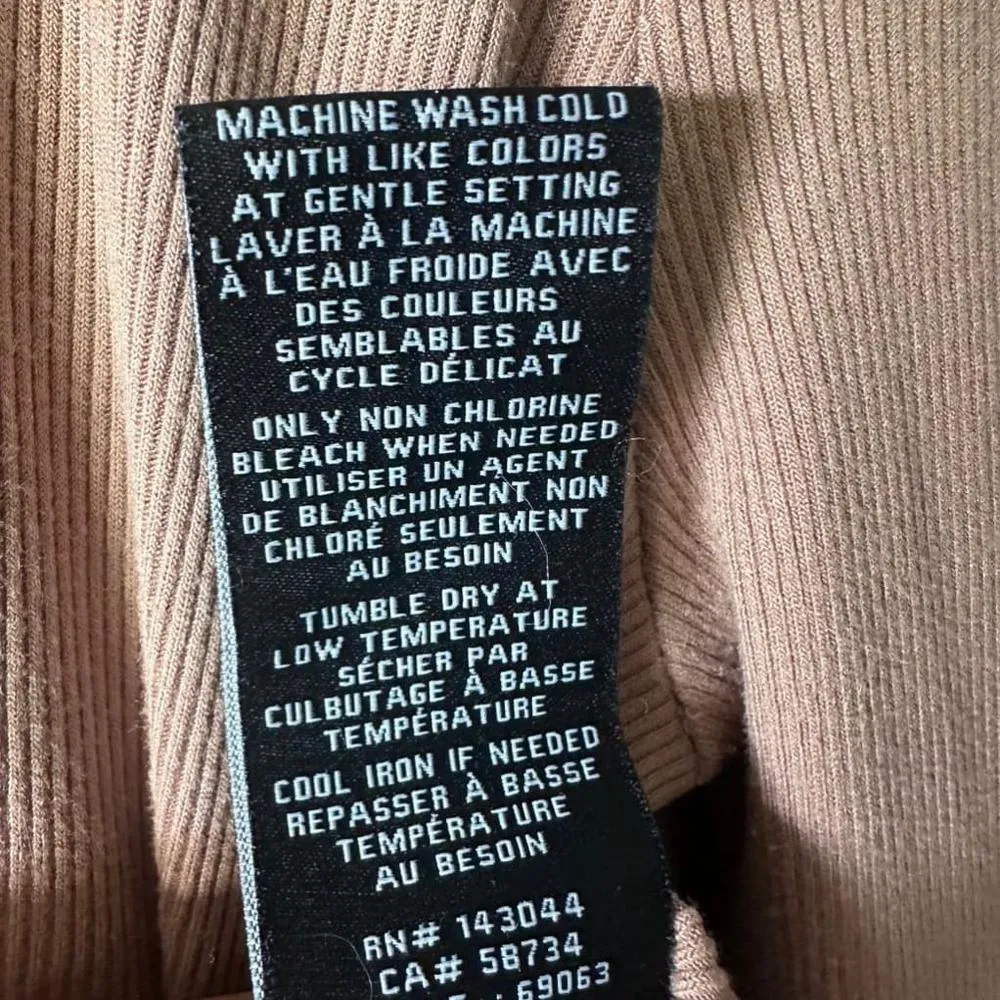 MACHINE WASH COLD
WITH LIKE COLORS
AT GENTLE SETTING
LAVER À LA MACHINE
À L'EAU FROIDE AVEC
DES COULEURS
SEMBLABLES AU
CYCLE DÉLICAT
ONLY NON CHLORINE
BLEACH WHEN NEEDED
UTILISER UN AGENT
DE BLANCHIMENT NON
CHLORÉ SEULEMENT
AU BESOIN
TUMBLE DRY AT
LOW TEMPERATURE
SÉCHER PAR
CULBUTAGE À BASSE
TEMPÉRATURE
COOL IRON IF NEEDED
REPASSER À BASSE
TEMPÉRATURE
AU BESOIN
RN# 143044
CA# 58734
69063